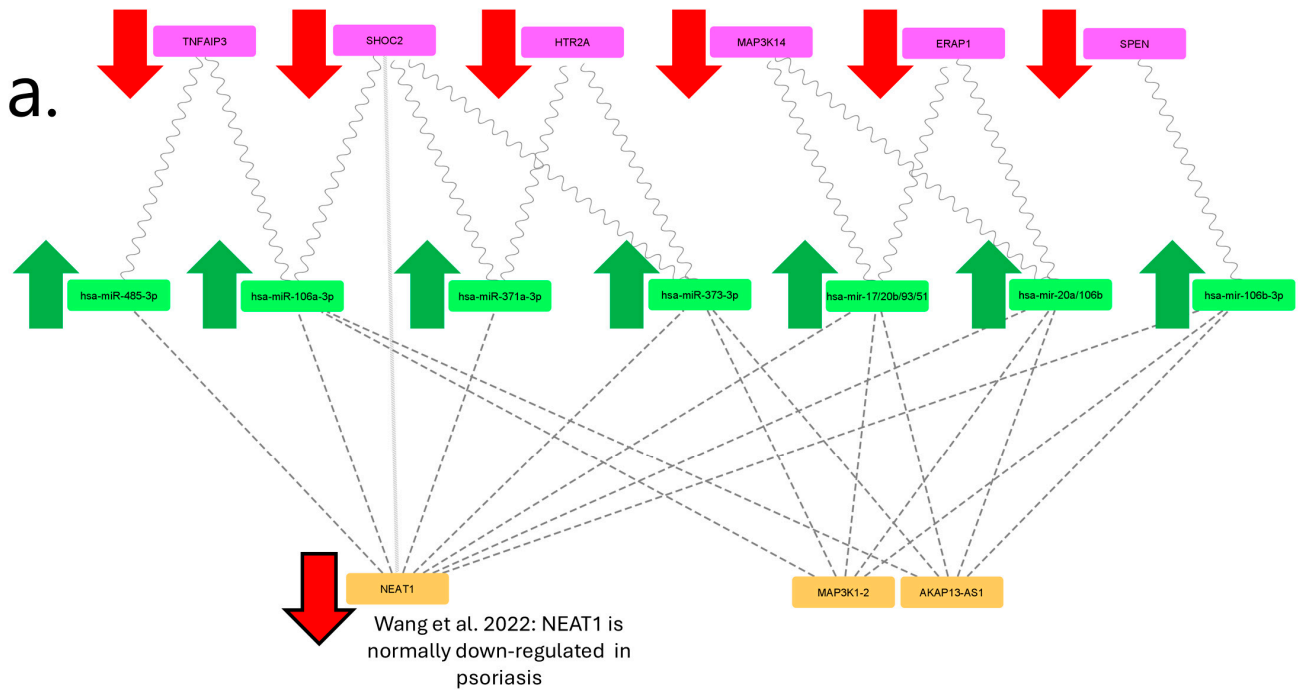 TNFAIP3
SHOC2
HTR2A
MAP3K14
ERAP1
SPEN
a.
hsa-miR-485-3p
hsa-miR-106a-3p
hsa-miR-371a-3p
hsa-miR-373-3p
hsa-mir-17/20b/93/51
hsa-mir-20a/106b
hsa-mir-106b-3p
NEAT1
MAP3K1-2
AKAP13-AS1
Wang et al. 2022: NEAT1 is
normally down-regulated in
psoriasis